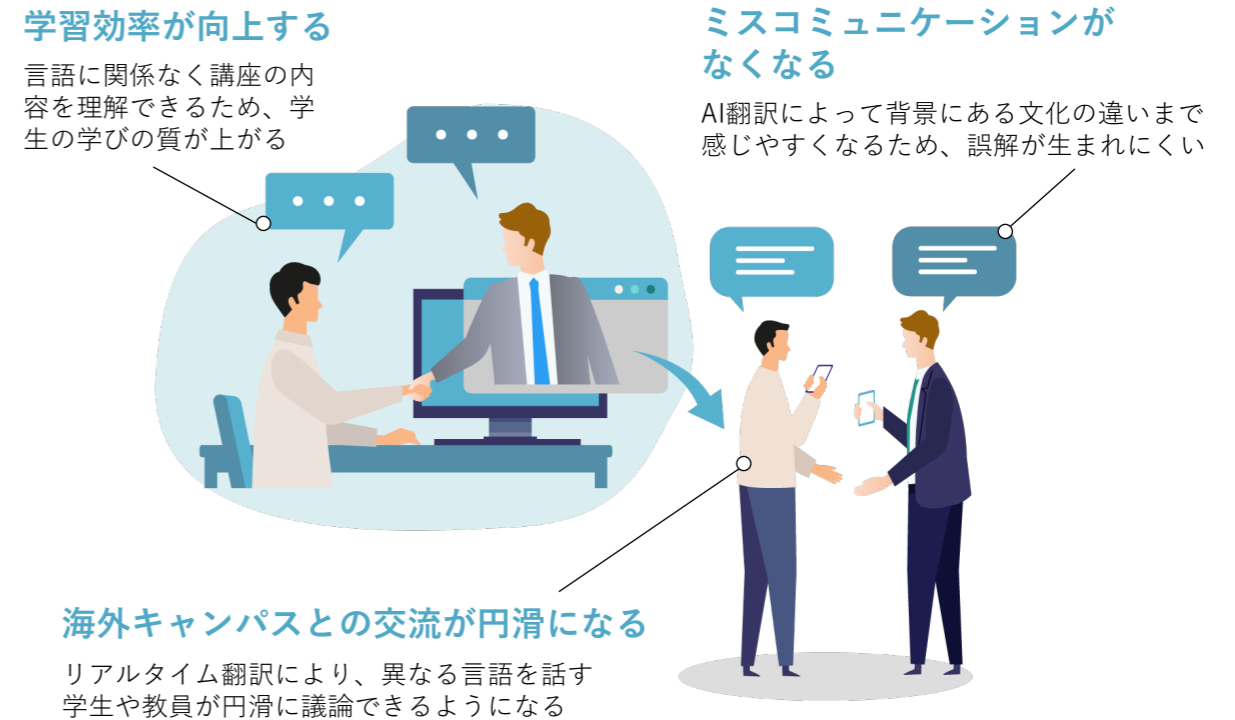 学習効率が向上する
言語に関係なく講座の内
容を理解できるため、学
生の学びの質が上がる
ミスコミュニケーションが
なくなる
AI翻訳によって背景にある文化の違いまで
感じやすくなるため、誤解が生まれにくい
海外キャンパスとの交流が円滑になる
リアルタイム翻訳により、異なる言語を話す
学生や教員が円滑に議論できるようになる